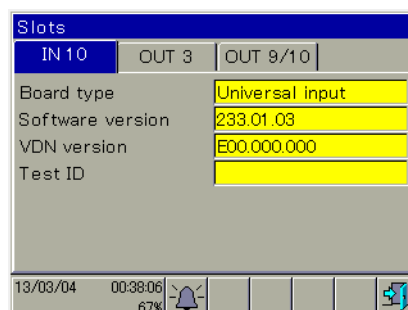 Slots
IN 10 OUT 3 OUT 9/10
Board type Universal input
Software version 233.01.03
VDN version E00.000.000
Test ID
13/03/04 00:38:06
67%